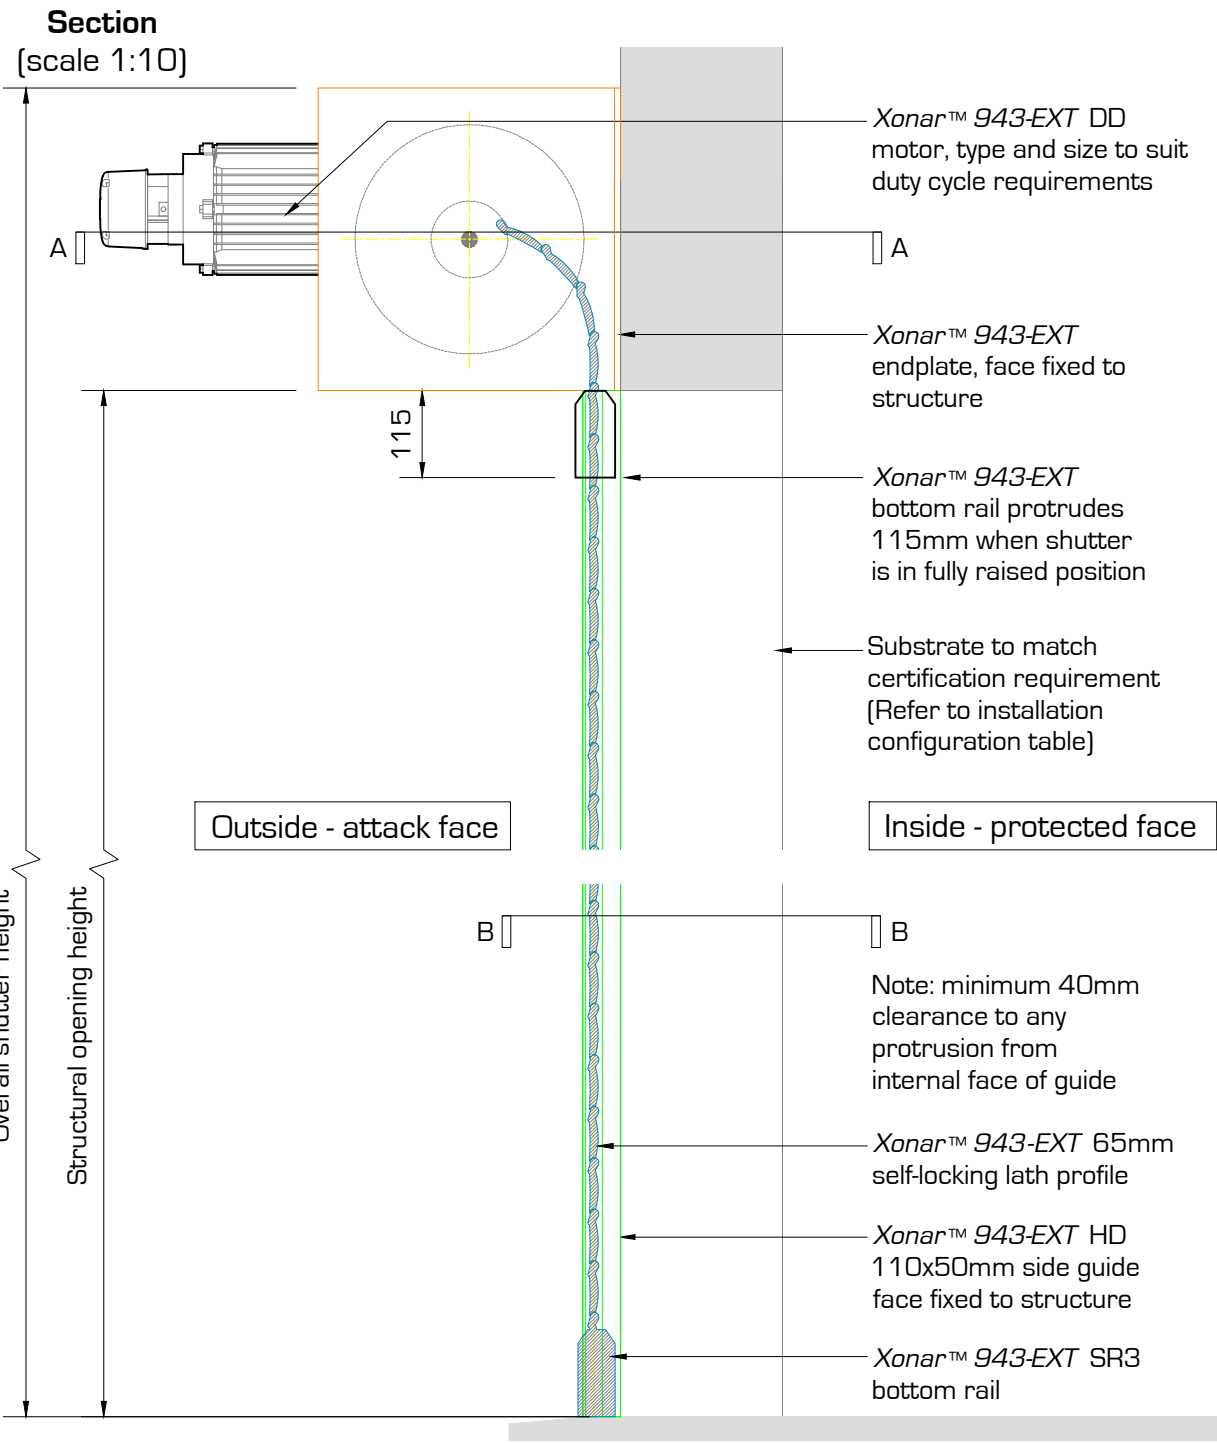 Section
(scale 1:10)
Xonar™ 943-EXT DD
motor, type and size to suit
duty cycle requirements
A
A
Xonar™ 943-EXT
endplate, face fixed to
structure
115
Xonar™ 943-EXT
bottom rail protrudes
115mm when shutter
is in fully raised position
Substrate to match
certification requirement
(Refer to installation
configuration table)
Outside - attack face
Inside - protected face
Overall shutter height
Structural opening height
B
B
Note: minimum 40mm
clearance to any
protrusion from
internal face of guide
Xonar™ 943-EXT 65mm
self-locking lath profile
Xonar™ 943-EXT HD
110x50mm side guide
face fixed to structure
Xonar™ 943-EXT SR3
bottom rail